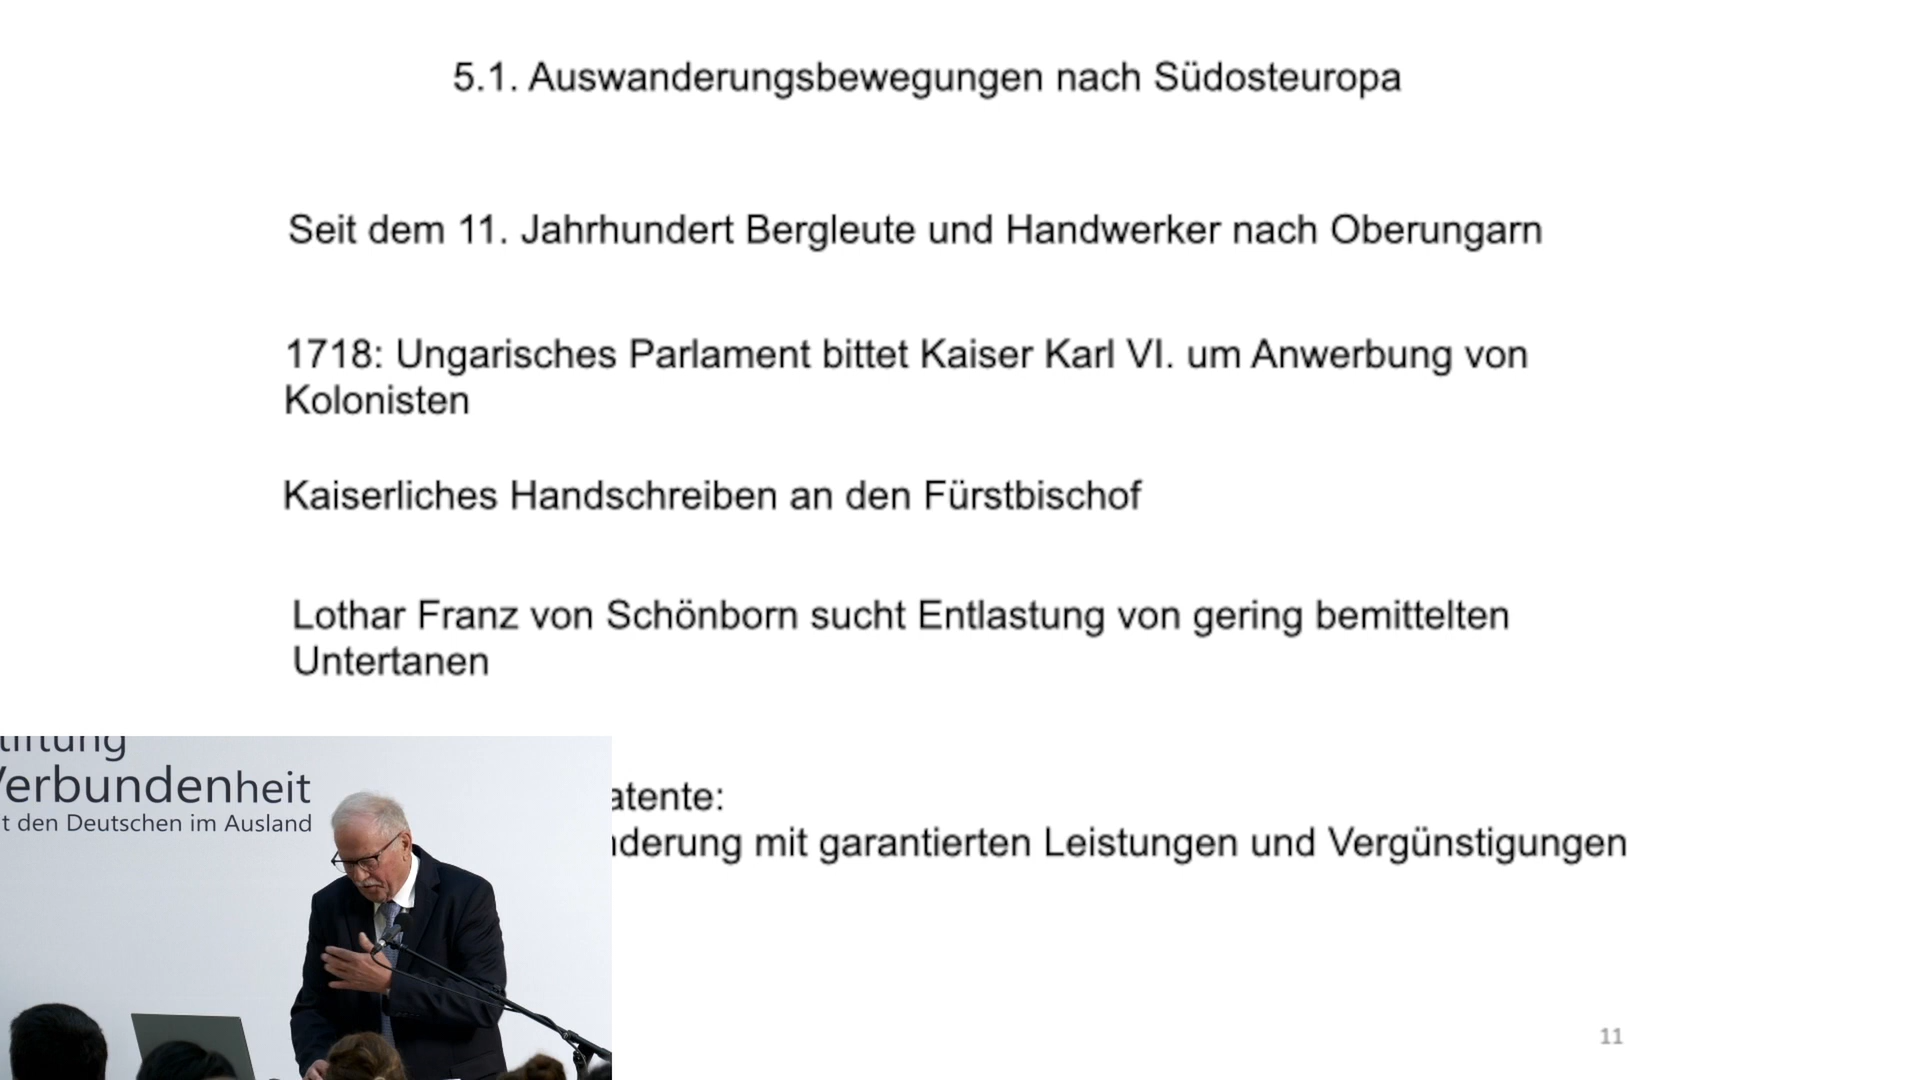 5.1. Auswanderungsbewegungen nach Südosteuropa
Seit dem 11. Jahrhundert Bergleute und Handwerker nach Oberungarn
1718: Ungarisches Parlament bittet Kaiser Karl VI. um Anwerbung von
Kolonisten
Kaiserliches Handschreiben an den Fürstbischof
Lothar Franz von Schönborn sucht Entlastung von gering bemittelten
Untertanen
atente:
nderung mit garantierten Leistungen und Vergünstigungen
tiftung
Verbundenheit
t den Deutschen im Ausland
11